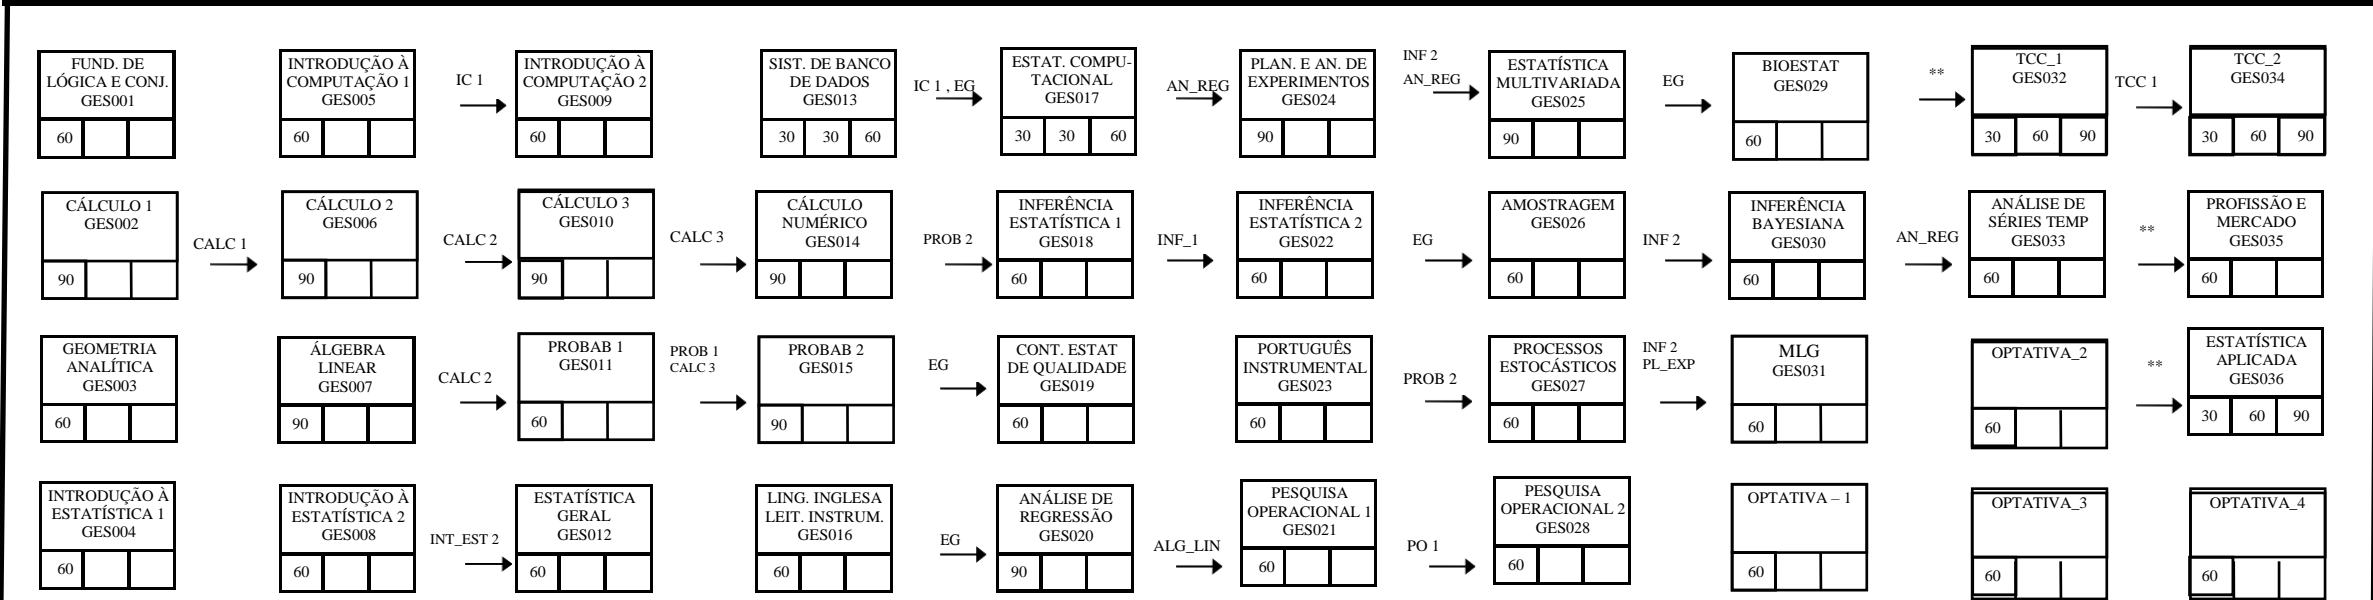 FUND. DE
LÓGICA E CONJ.
GES001
60
INTRODUÇÃO À
COMPUTAÇÃO 1
GES005
60
IC 1
INTRODUÇÃO À
COMPUTAÇÃO 2
GES009
60
SIST. DE BANCO
DE DADOS
GES013
30 30 60
IC 1 , EG
ESTAT. COMPU-
TACIONAL
GES017
30 30 60
AN_REG
PLAN. E AN. DE
EXPERIMENTOS
GES024
90
INF 2
AN_REG
ESTATÍSTICA
MULTIVARIADA
GES025
90
EG
BIOESTAT
GES029
60
**
TCC_1
GES032
30 60 90
TCC 1
TCC_2
GES034
30 60 90
CÁLCULO 1
GES002
90
CALC 1
CÁLCULO 2
GES006
90
CALC 2
CÁLCULO 3
GES010
90
CALC 3
CÁLCULO
NUMÉRICO
GES014
90
PROB 2
INFERÊNCIA
ESTATÍSTICA 1
GES018
60
INF_1
INFERÊNCIA
ESTATÍSTICA 2
GES022
60
EG
AMOSTRAGEM
GES026
60
INF 2
INFERÊNCIA
BAYESIANA
GES030
60
AN_REG
ANÁLISE DE
SÉRIES TEMP
GES033
60
**
PROFISSÃO E
MERCADO
GES035
60
GEOMETRIA
ANALÍTICA
GES003
60
ÁLGEBRA
LINEAR
GES007
90
CALC 2
PROBAB 1
GES011
60
PROB 1
CALC 3
PROBAB 2
GES015
90
EG
CONT. ESTAT
DE QUALIDADE
GES019
60
PORTUGUÊS
INSTRUMENTAL
GES023
60
PROB 2
PROCESSOS
ESTOCÁSTICOS
GES027
60
INF 2
PL_EXP
MLG
GES031
60
OPTATIVA_2
60
**
ESTATÍSTICA
APLICADA
GES036
30 60 90
INTRODUÇÃO À
ESTATÍSTICA 1
GES004
60
INTRODUÇÃO À
ESTATÍSTICA 2
GES008
60
INT_EST 2
ESTATÍSTICA
GERAL
GES012
60
LING. INGLESA
LEIT. INSTRUM.
GES016
60
EG
ANÁLISE DE
REGRESSÃO
GES020
90
ALG_LIN
PESQUISA
OPERACIONAL 1
GES021
60
PO 1
PESQUISA
OPERACIONAL 2
GES028
60
OPTATIVA – 1
60
OPTATIVA_3
60
OPTATIVA_4
60